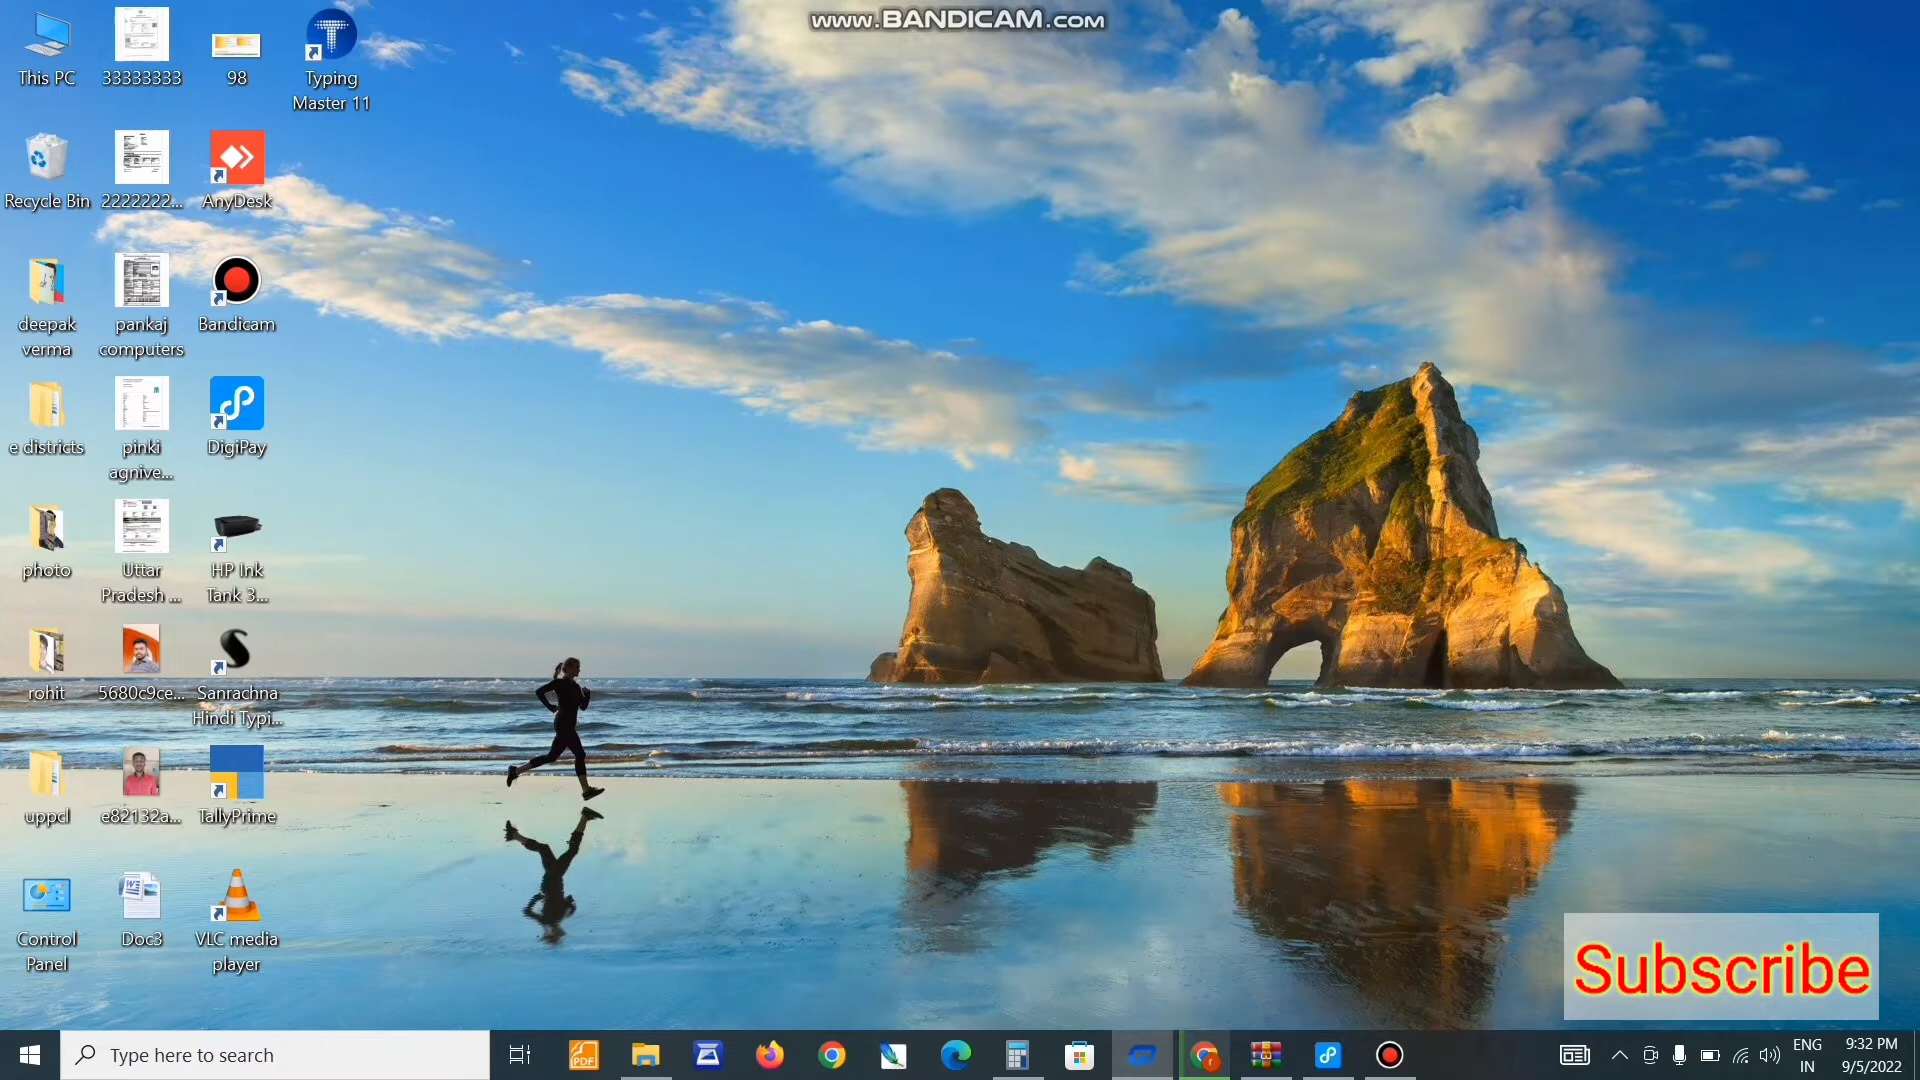 www.BANDICAM.com
This PC
33333333
98
Typing
Master 11
Recycle Bin
2222222...
AnyDesk
deepak
verma
pankaj
computers
Bandicam
e districts
pinki
agnive...
DigiPay
photo
Uttar
Pradesh ...
HP Ink
Tank 3...
rohit
5680c9ce...
Sanrachna
Hindi Typi...
uppcl
e82132a...
TallyPrime
Control
Panel
Doc3
VLC media
player
Subscribe
Type here to search
PDF
ENG
IN
9:32 PM
9/5/2022